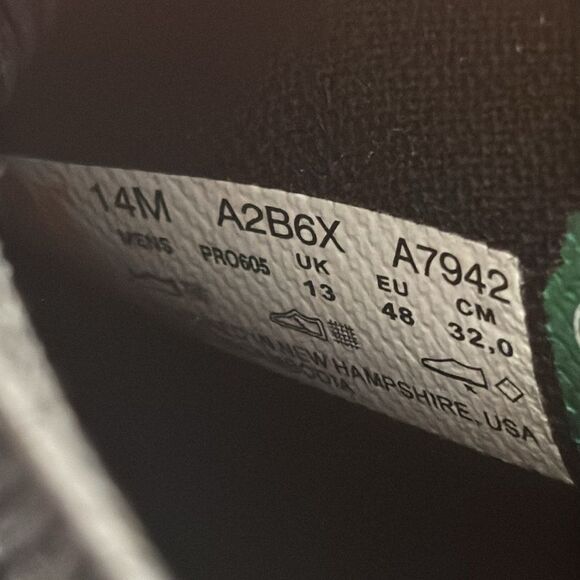 14M A2B6X A7942
MENS PRO605 UK EU CM
13 48 32,0
NEW HAMPSHIRE, USA